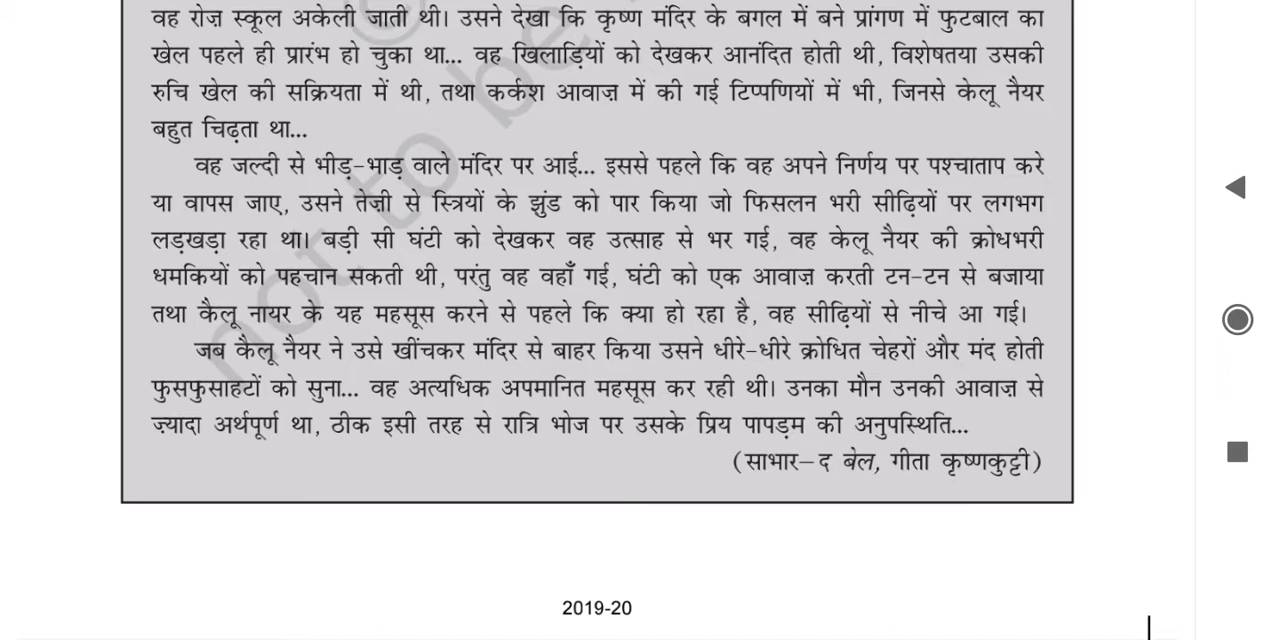 वह रोज़ स्कूल अकेली जाती थी। उसने देखा कि कृष्ण मंदिर के बगल में बने प्रांगण में फुटबाल का
खेल पहले ही प्रारंभ हो चुका था... वह खिलाड़ियों को देखकर आनंदित होती थी, विशेषतया उसकी
रुचि खेल की सक्रियता में थी, तथा कर्कश आवाज़ में की गई टिप्पणियों में भी, जिनसे केलू नैयर
बहुत चिढ़ता था...
वह जल्दी से भीड़-भाड़ वाले मंदिर पर आई... इससे पहले कि वह अपने निर्णय पर पश्चाताप करे
या वापस जाए, उसने तेज़ी से स्त्रियों के झुंड को पार किया जो फिसलन भरी सीढ़ियों पर लगभग
लड़खड़ा रहा था। बड़ी सी घंटी को देखकर वह उत्साह से भर गई, वह केलू नैयर की क्रोधभरी
धमकियों को पहचान सकती थी, परंतु वह वहाँ गई, घंटी को एक आवाज़ करती टन-टन से बजाया
तथा कैलू नायर के यह महसूस करने से पहले कि क्या हो रहा है, वह सीढ़ियों से नीचे आ गई।
जब कैलू नैयर ने उसे खींचकर मंदिर से बाहर किया उसने धीरे-धीरे क्रोधित चेहरों और मंद होती
फुसफुसाहटों को सुना... वह अत्यधिक अपमानित महसूस कर रही थी। उनका मौन उनकी आवाज़ से
ज़्यादा अर्थपूर्ण था, ठीक इसी तरह से रात्रि भोज पर उसके प्रिय पापड़म की अनुपस्थिति...
(साभार– द बेल, गीता कृष्णकुट्टी)
not to be
2019-20